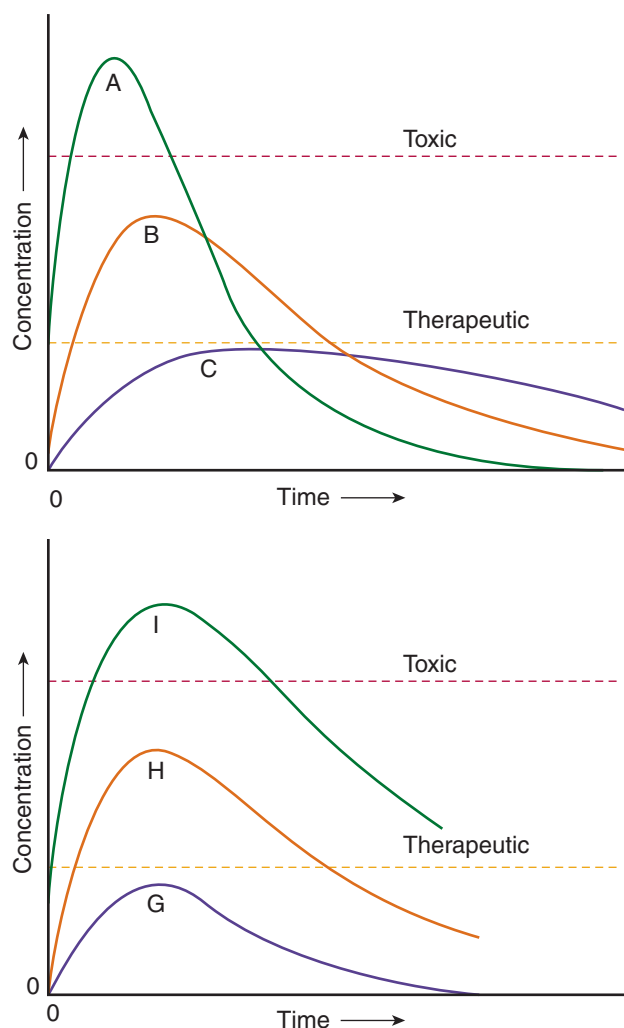 A
Toxic
B
Therapeutic
C
Concentration
0
0
Time
I
Toxic
H
Therapeutic
G
Concentration
0
0
Time